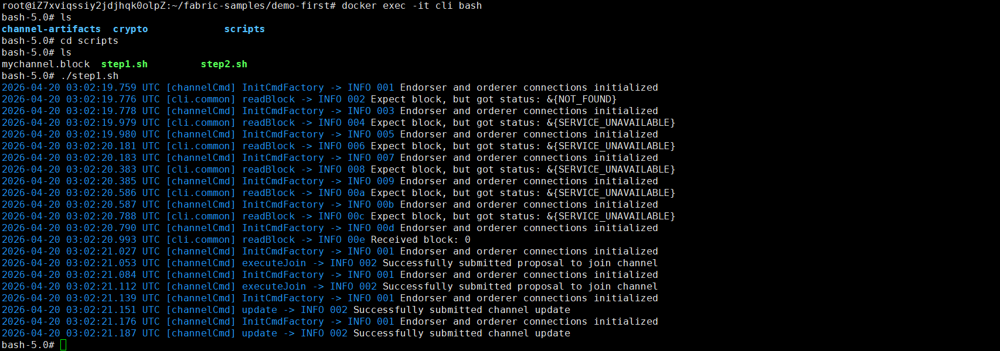 root@iZ7xviqssiy2jdjhqk0olpZ:~/fabric-samples/demo-first# docker exec -it cli bash
bash-5.0# ls
channel-artifacts  crypto             scripts
bash-5.0# cd scripts
bash-5.0# ls
mychannel.block  step1.sh         step2.sh
bash-5.0# ./step1.sh
2026-04-20 03:02:19.759 UTC [channelCmd] InitCmdFactory -> INFO 001 Endorser and orderer connections initialized
2026-04-20 03:02:19.776 UTC [cli.common] readBlock -> INFO 002 Expect block, but got status: &{NOT_FOUND}
2026-04-20 03:02:19.778 UTC [channelCmd] InitCmdFactory -> INFO 003 Endorser and orderer connections initialized
2026-04-20 03:02:19.979 UTC [cli.common] readBlock -> INFO 004 Expect block, but got status: &{SERVICE_UNAVAILABLE}
2026-04-20 03:02:19.980 UTC [channelCmd] InitCmdFactory -> INFO 005 Endorser and orderer connections initialized
2026-04-20 03:02:20.181 UTC [cli.common] readBlock -> INFO 006 Expect block, but got status: &{SERVICE_UNAVAILABLE}
2026-04-20 03:02:20.183 UTC [channelCmd] InitCmdFactory -> INFO 007 Endorser and orderer connections initialized
2026-04-20 03:02:20.383 UTC [cli.common] readBlock -> INFO 008 Expect block, but got status: &{SERVICE_UNAVAILABLE}
2026-04-20 03:02:20.385 UTC [channelCmd] InitCmdFactory -> INFO 009 Endorser and orderer connections initialized
2026-04-20 03:02:20.586 UTC [cli.common] readBlock -> INFO 00a Expect block, but got status: &{SERVICE_UNAVAILABLE}
2026-04-20 03:02:20.587 UTC [channelCmd] InitCmdFactory -> INFO 00b Endorser and orderer connections initialized
2026-04-20 03:02:20.788 UTC [cli.common] readBlock -> INFO 00c Expect block, but got status: &{SERVICE_UNAVAILABLE}
2026-04-20 03:02:20.790 UTC [channelCmd] InitCmdFactory -> INFO 00d Endorser and orderer connections initialized
2026-04-20 03:02:20.993 UTC [cli.common] readBlock -> INFO 00e Received block: 0
2026-04-20 03:02:21.027 UTC [channelCmd] InitCmdFactory -> INFO 001 Endorser and orderer connections initialized
2026-04-20 03:02:21.053 UTC [channelCmd] executeJoin -> INFO 002 Successfully submitted proposal to join channel
2026-04-20 03:02:21.084 UTC [channelCmd] InitCmdFactory -> INFO 001 Endorser and orderer connections initialized
2026-04-20 03:02:21.112 UTC [channelCmd] executeJoin -> INFO 002 Successfully submitted proposal to join channel
2026-04-20 03:02:21.139 UTC [channelCmd] InitCmdFactory -> INFO 001 Endorser and orderer connections initialized
2026-04-20 03:02:21.151 UTC [channelCmd] update -> INFO 002 Successfully submitted channel update
2026-04-20 03:02:21.176 UTC [channelCmd] InitCmdFactory -> INFO 001 Endorser and orderer connections initialized
2026-04-20 03:02:21.187 UTC [channelCmd] update -> INFO 002 Successfully submitted channel update
bash-5.0#